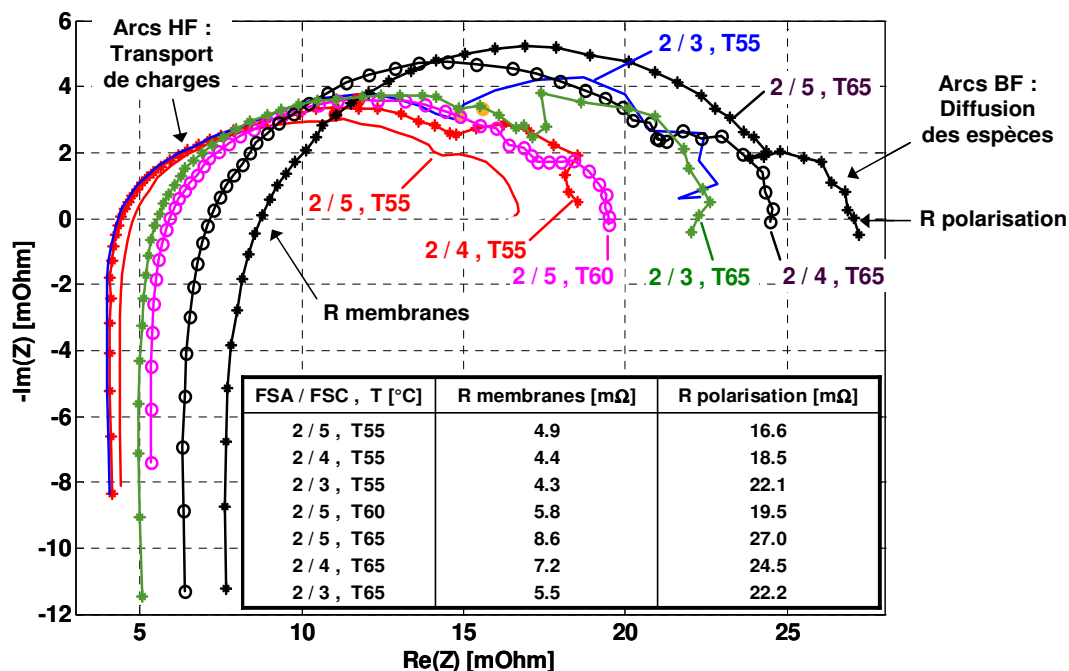 Arcs HF :
Transport
de charges
2 / 3 , T55
2 / 5 , T65
Arcs BF :
Diffusion
des espèces
2 / 5 , T55
2 / 4 , T55
2 / 5 , T60
2 / 3 , T65
2 / 4 , T65
R polarisation
R membranes
-Im(Z) [mOhm]
6
4
2
0
-2
-4
-6
-8
-10
-12
FSA / FSC , T [°C] R membranes [mΩ] R polarisation [mΩ]
2 / 5 , T55 4.9 16.6
2 / 4 , T55 4.4 18.5
2 / 3 , T55 4.3 22.1
2 / 5 , T60 5.8 19.5
2 / 5 , T65 8.6 27.0
2 / 4 , T65 7.2 24.5
2 / 3 , T65 5.5 22.2
5 10 15 20 25
Re(Z) [mOhm]